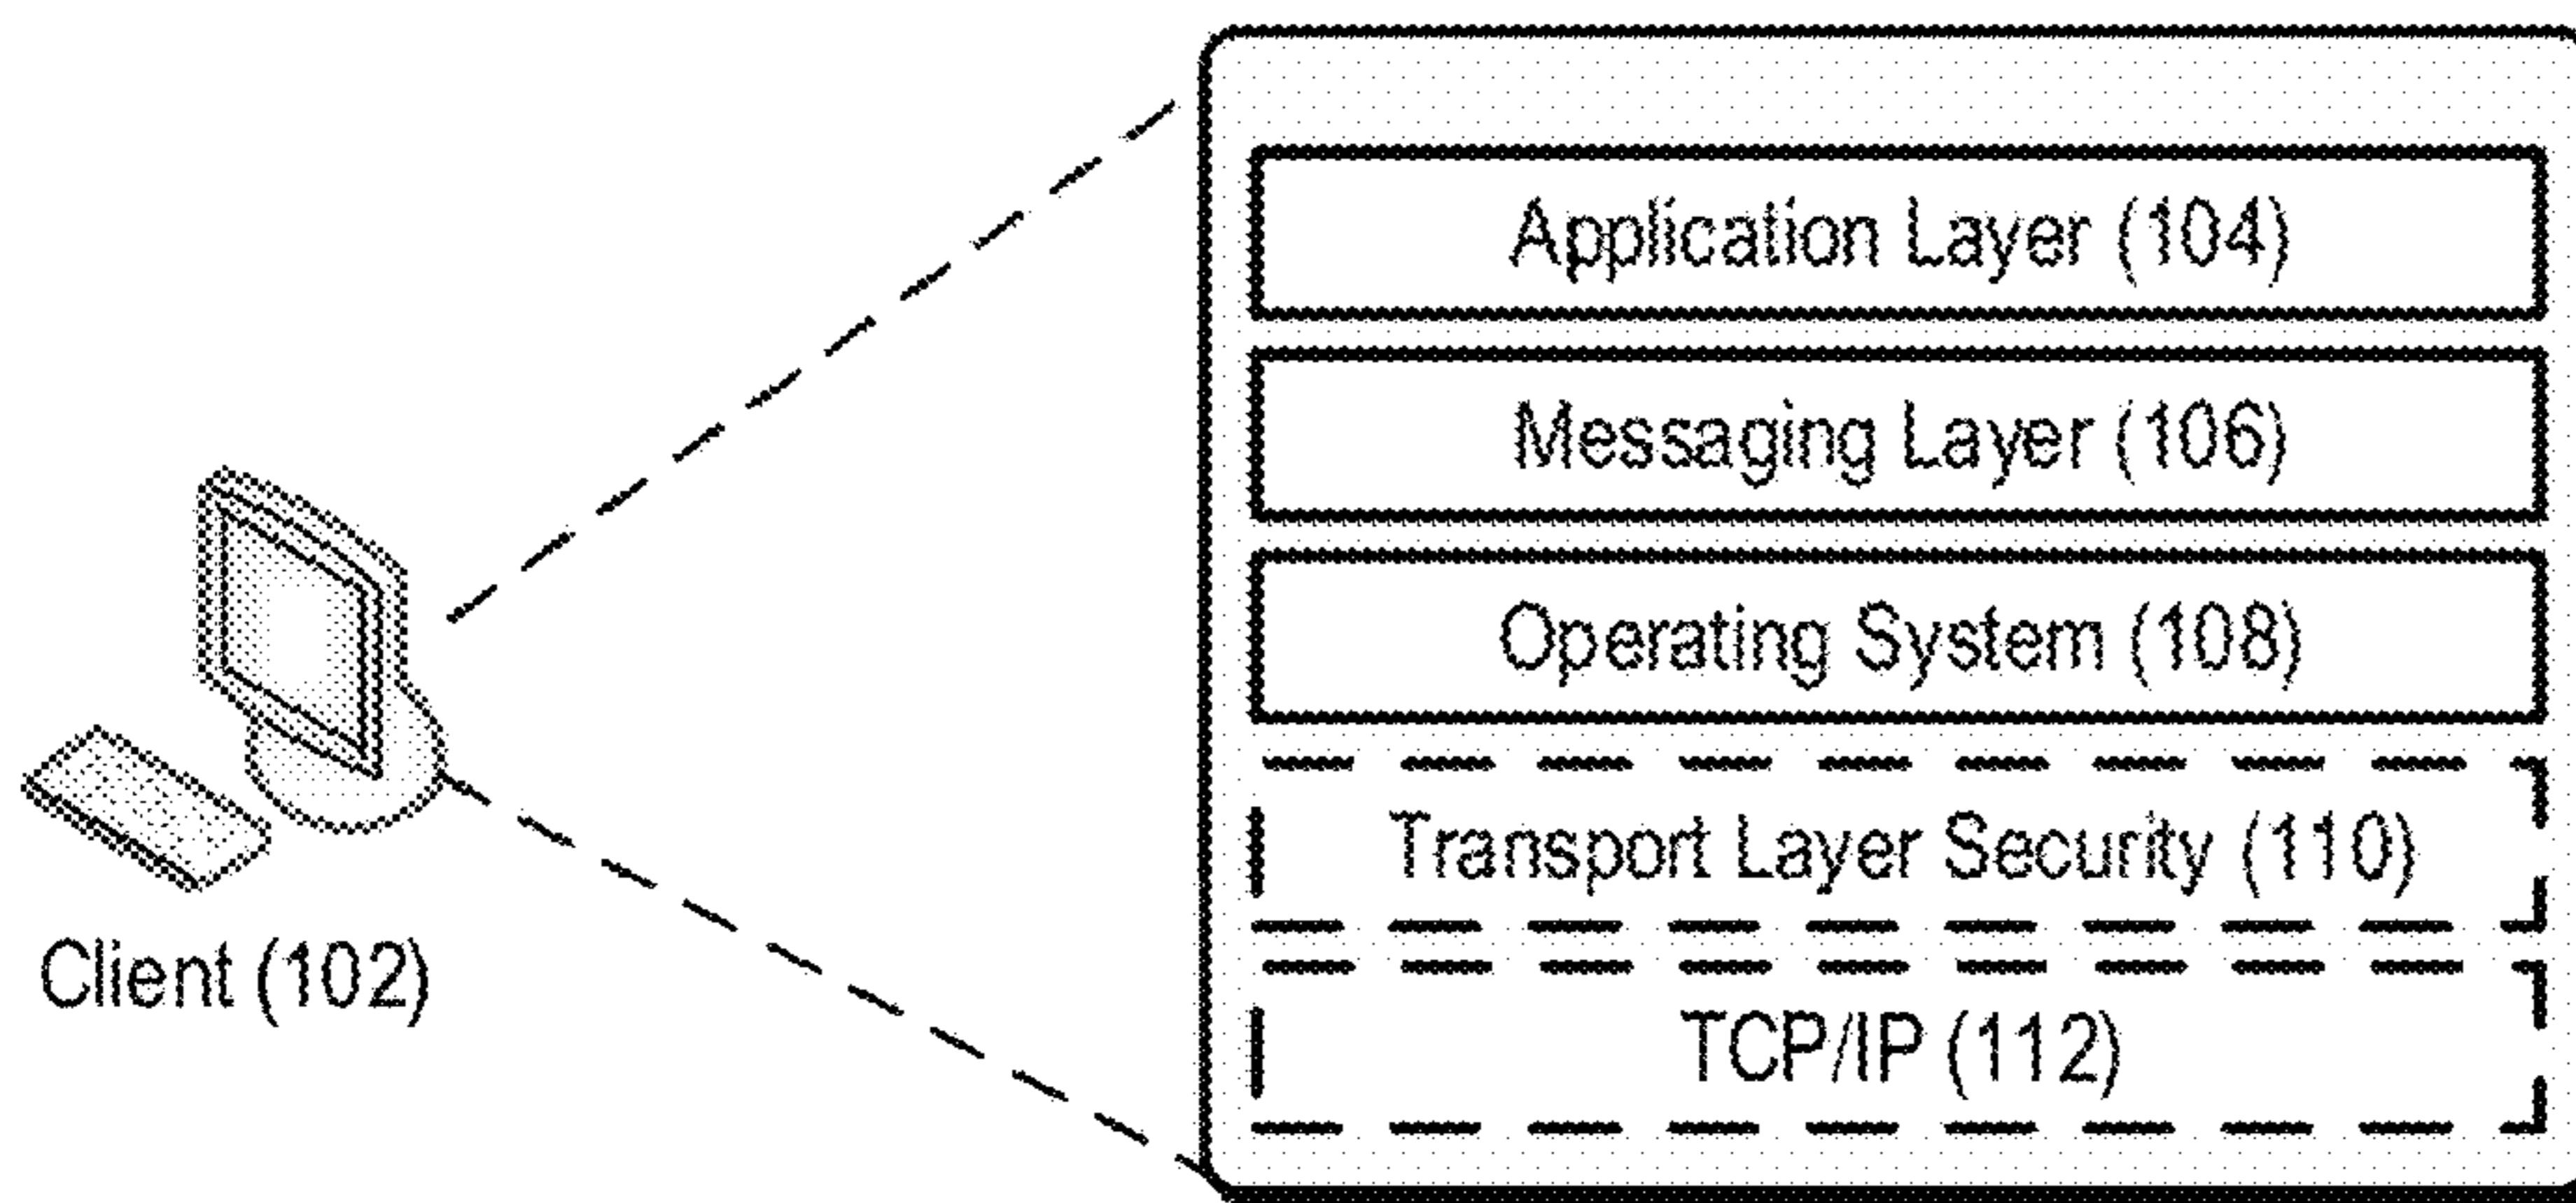 Application Layer (104)
Messaging Layer (106)
Operating System (108)
Transport Layer Security (110)
TCP/IP (112)
Client (102)